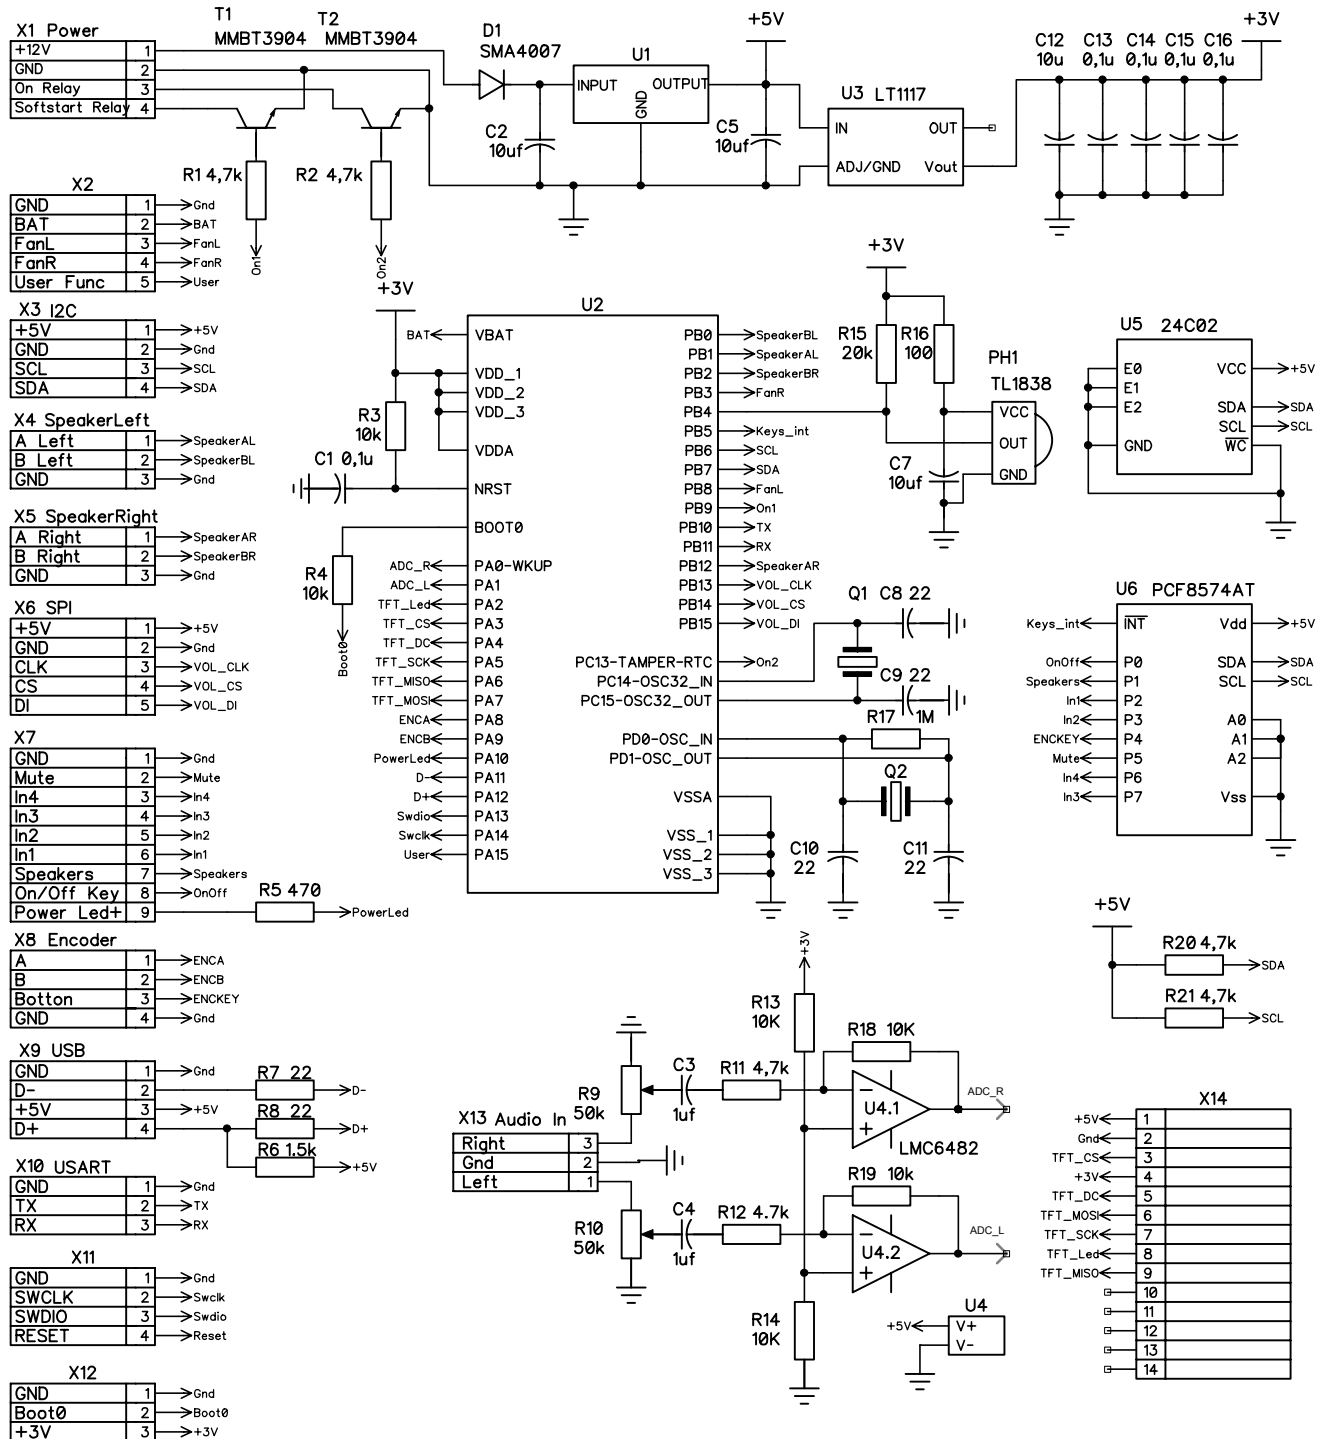 X1 Power
+12V 1
GND 2
On Relay 3
Softstart Relay 4
T1
MMBT3904
T2
MMBT3904
D1
SMA4007
U1
INPUT
OUTPUT
GND
C2
10uf
+5V
C5
10uf
U3 LT1117
IN
OUT
ADJ/GND
Vout
+3V
C12
10u
C13
0,1u
C14
0,1u
C15
0,1u
C16
0,1u
R1 4,7k
R2 4,7k
On1
On2
X2
GND 1 Gnd
BAT 2 BAT
FanL 3 FanL
FanR 4 FanR
User Func 5 User
X3 I2C
+5V 1 +5V
GND 2 Gnd
SCL 3 SCL
SDA 4 SDA
X4 SpeakerLeft
A Left 1 SpeakerAL
B Left 2 SpeakerBL
GND 3 Gnd
X5 SpeakerRight
A Right 1 SpeakerAR
B Right 2 SpeakerBR
GND 3 Gnd
X6 SPI
+5V 1 +5V
GND 2 Gnd
CLK 3 VOL_CLK
CS 4 VOL_CS
DI 5 VOL_DI
X7
GND 1 Gnd
Mute 2 Mute
In4 3 In4
In3 4 In3
In2 5 In2
In1 6 In1
Speakers 7 Speakers
On/Off Key 8 OnOff
Power Led+ 9
R5 470
PowerLed
X8 Encoder
A 1 ENCA
B 2 ENCB
Botton 3 ENCKEY
GND 4 Gnd
X9 USB
GND 1 Gnd
D- 2
+5V 3 +5V
D+ 4
R7 22
D-
R8 22
D+
R6 1.5k
+5V
X10 USART
GND 1 Gnd
TX 2 TX
RX 3 RX
X11
GND 1 Gnd
SWCLK 2 Swclk
SWDIO 3 Swdio
RESET 4 Reset
X12
GND 1 Gnd
Boot0 2 Boot0
+3V 3 +3V
+3V
R3
10k
C1 0,1u
R4
10k
Boot0
U2
BAT VBAT
VDD_1
VDD_2
VDD_3
VDDA
NRST
BOOT0
ADC_R PA0-WKUP
ADC_L PA1
TFT_Led PA2
TFT_CS PA3
TFT_DC PA4
TFT_SCK PA5
TFT_MISO PA6
TFT_MOSI PA7
ENCA PA8
ENCB PA9
PowerLed PA10
D- PA11
D+ PA12
Swdio PA13
Swclk PA14
User PA15
PB0 SpeakerBL
PB1 SpeakerAL
PB2 SpeakerBR
PB3 FanR
PB4
PB5 Keys_int
PB6 SCL
PB7 SDA
PB8 FanL
PB9 On1
PB10 TX
PB11 RX
PB12 SpeakerAR
PB13 VOL_CLK
PB14 VOL_CS
PB15 VOL_DI
PC13-TAMPER-RTC On2
PC14-OSC32_IN
PC15-OSC32_OUT
PD0-OSC_IN
PD1-OSC_OUT
VSSA
VSS_1
VSS_2
VSS_3
+3V
R15
20k
R16
100
PH1
TL1838
VCC
OUT
GND
C7
10uf
Q1
C8 22
C9 22
R17 1M
Q2
C10
22
C11
22
U5 24C02
E0
E1
E2
GND
VCC +5V
SDA SDA
SCL SCL
WC
U6 PCF8574AT
Keys_int INT
OnOff P0
Speakers P1
In1 P2
In2 P3
ENCKEY P4
Mute P5
In4 P6
In3 P7
Vdd +5V
SDA SDA
SCL SCL
A0
A1
A2
Vss
+5V
R20 4,7k
SDA
R21 4,7k
SCL
+3V
R13
10K
R18 10K
R9
50k
C3
1uf
R11 4,7k
U4.1
LMC6482
ADC_R
X13 Audio In
Right 3
Gnd 2
Left 1
R10
50k
C4
1uf
R12 4.7k
R19 10k
U4.2
ADC_L
R14
10K
U4
+5V V+
V-
X14
+5V 1
Gnd 2
TFT_CS 3
+3V 4
TFT_DC 5
TFT_MOSI 6
TFT_SCK 7
TFT_Led 8
TFT_MISO 9
10
11
12
13
14